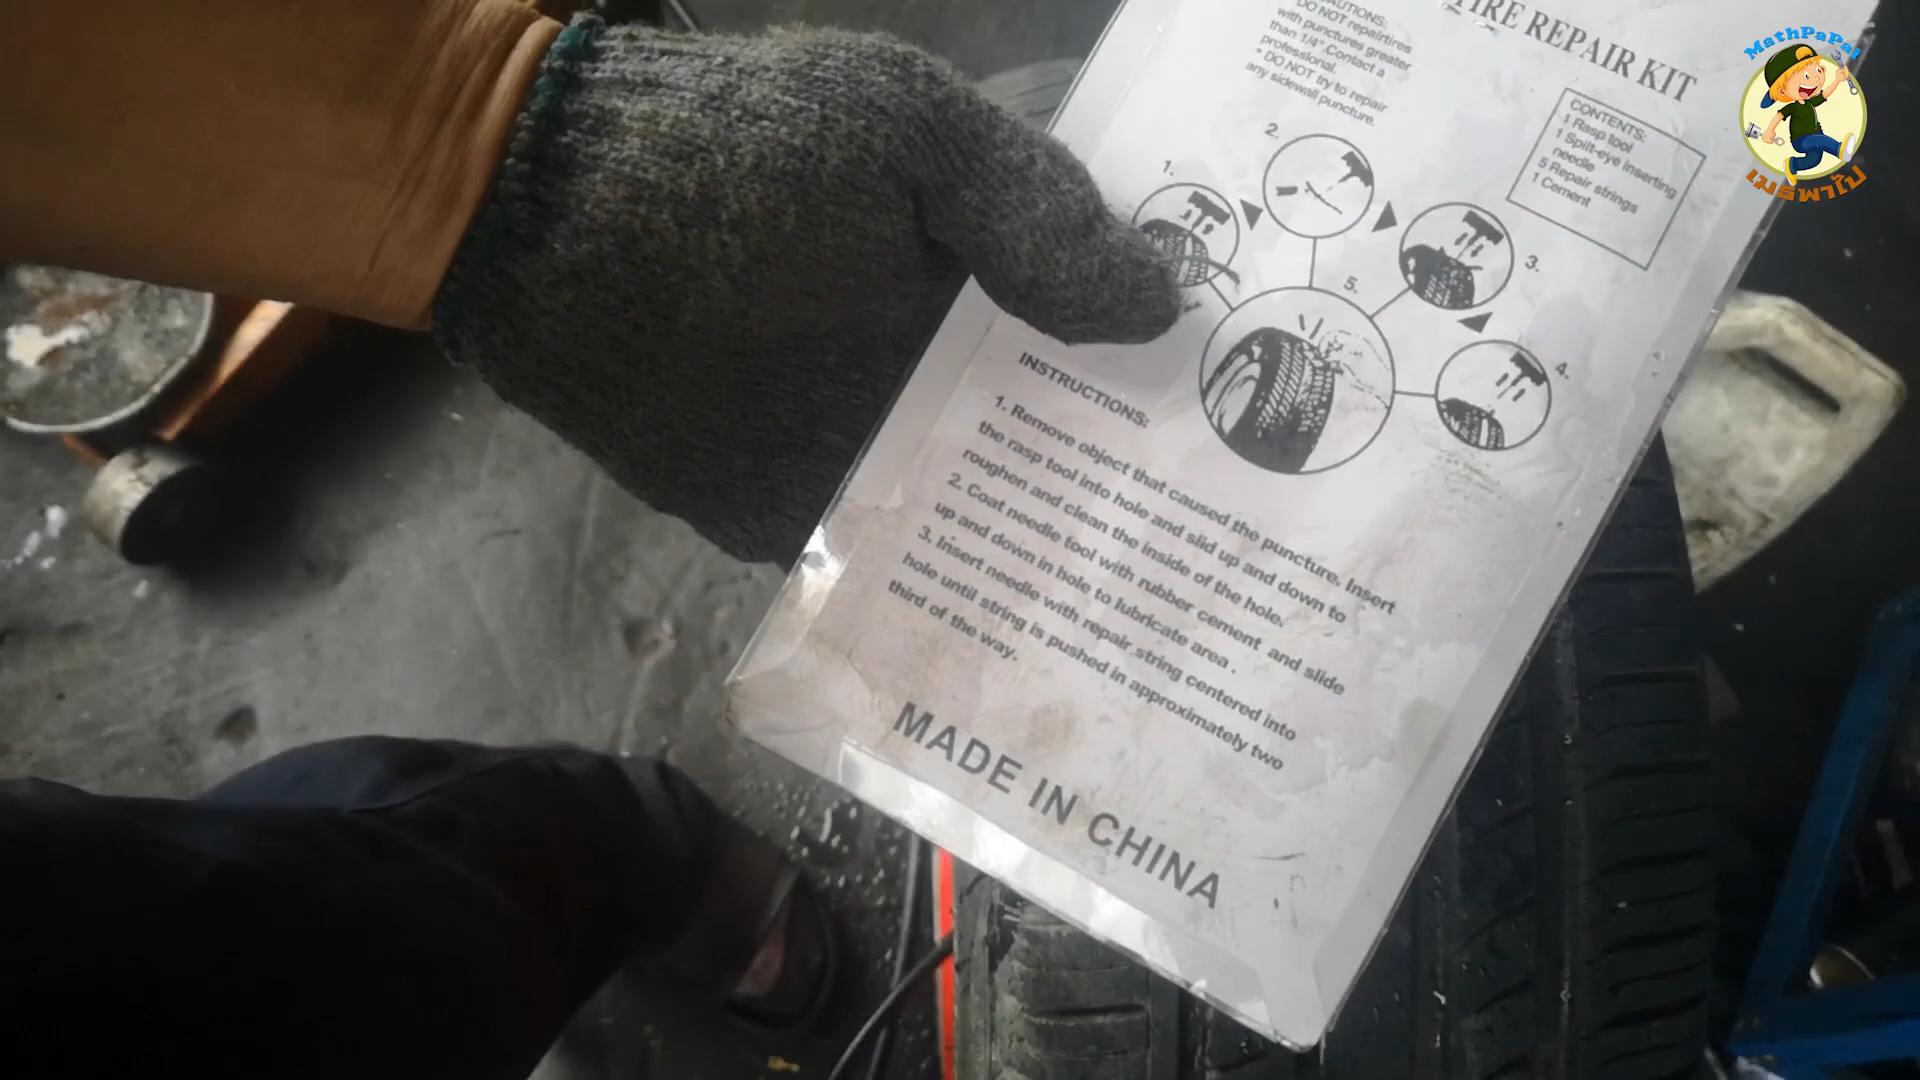 TIRE REPAIR KIT
CAUTIONS:
DO NOT repairtires
with punctures greater
than 1/4" Contact a
professional.
* DO NOT try to repair
any sidewall puncture.
CONTENTS:
1 Rasp tool
1 Split-eye inserting
needle
5 Repair strings
1 Cement
1.
2.
3.
4.
5.
INSTRUCTIONS:
1. Remove object that caused the puncture. Insert
the rasp tool into hole and slid up and down to
roughen and clean the inside of the hole.
2. Coat needle tool with rubber cement and slide
up and down in hole to lubricate area .
3. Insert needle with repair string centered into
hole until string is pushed in approximately two
third of the way.
MADE IN CHINA
MathPaPai
เมธพาไป